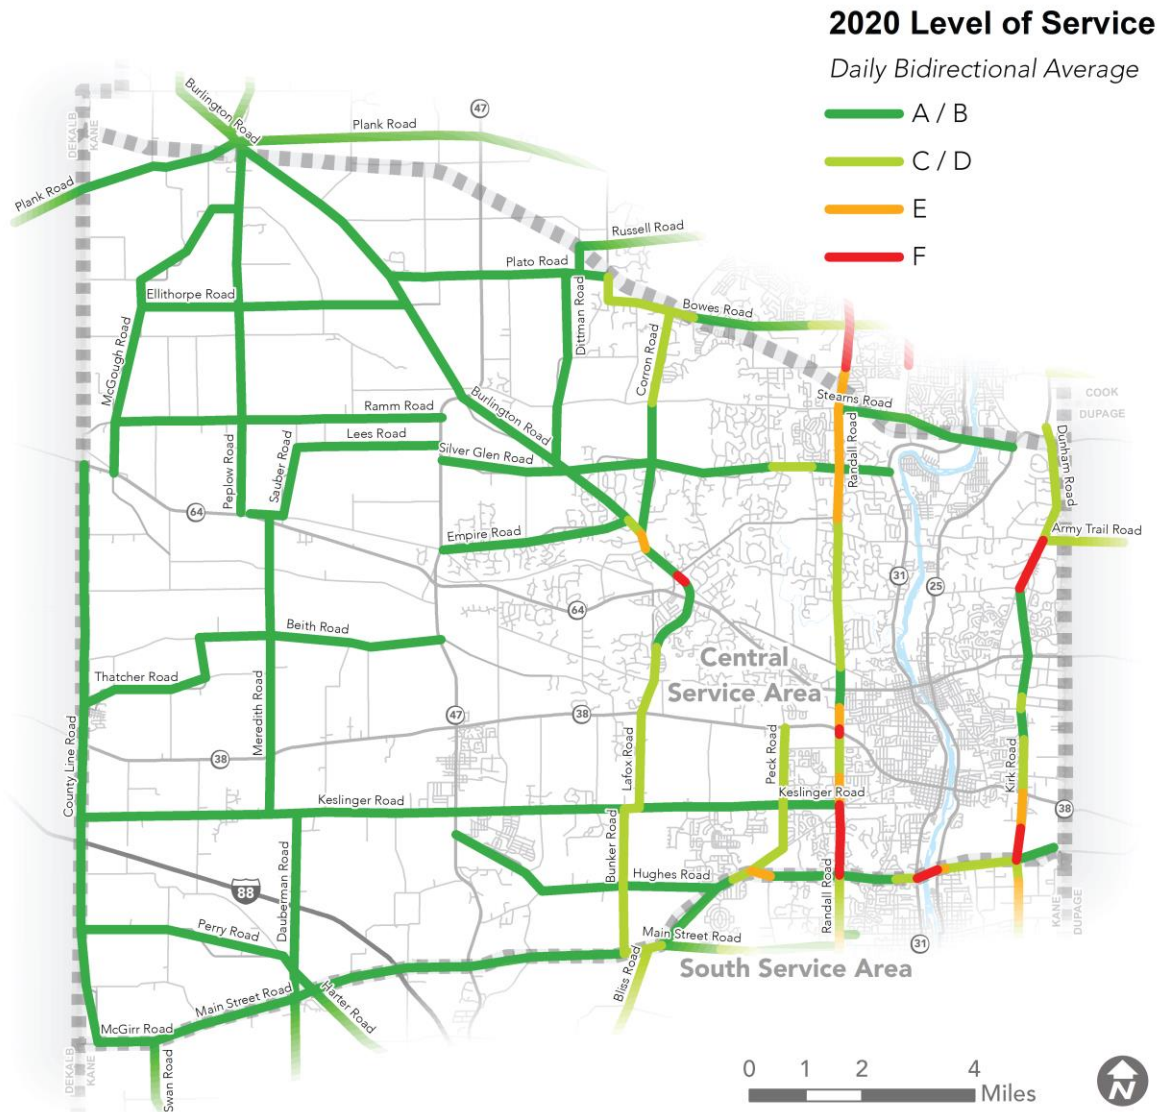 2020 Level of Service
Daily Bidirectional Average
A / B
C / D
E
F
Burlington Road
Plank Road
47
DEKALB
KANE
Plank Road
Russell Road
Plato Road
Ellithorpe Road
Dittman Road
Bowes Road
McGough Road
Corron Road
Stearns Road
COOK
DUPAGE
Ramm Road
Burlington Road
Randall Road
Lees Road
Silver Glen Road
Peplow Road
Sauber Road
Dunham Road
64
Empire Road
Army Trail Road
31
25
64
Beith Road
Central
Service Area
Thatcher Road
Meredith Road
47
38
38
County Line Road
Lafox Road
Peck Road
Kirk Road
Keslinger Road
Keslinger Road
38
Bunker Road
Dauberman Road
88
Hughes Road
Randall Road
KANE
DUPAGE
Perry Road
Main Street Road
31
South Service Area
Bliss Road
Main Street Road
Harter Road
McGirr Road
DEKALB
KANE
Swan Road
0 1 2 4
Miles
N